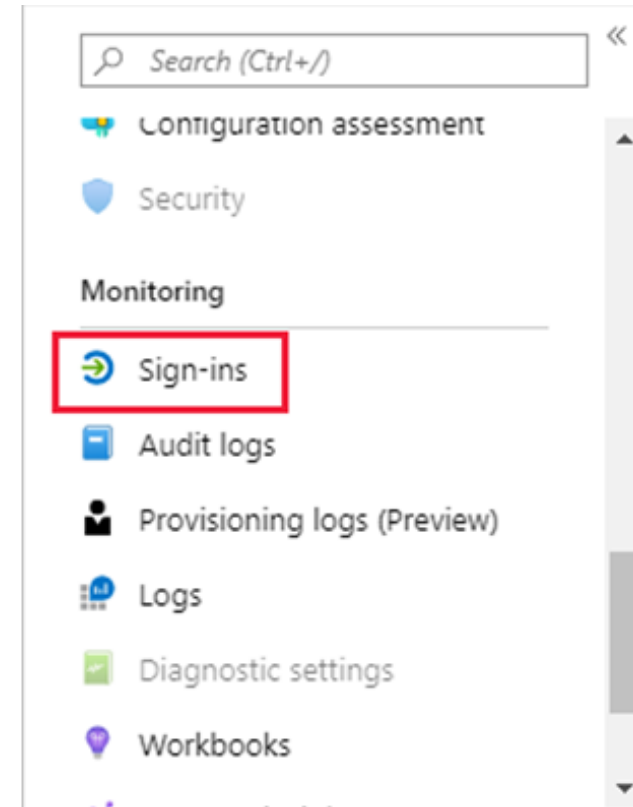 Search (Ctrl+/)
Configuration assessment
Security
Monitoring
Sign-ins
Audit logs
Provisioning logs (Preview)
Logs
Diagnostic settings
Workbooks